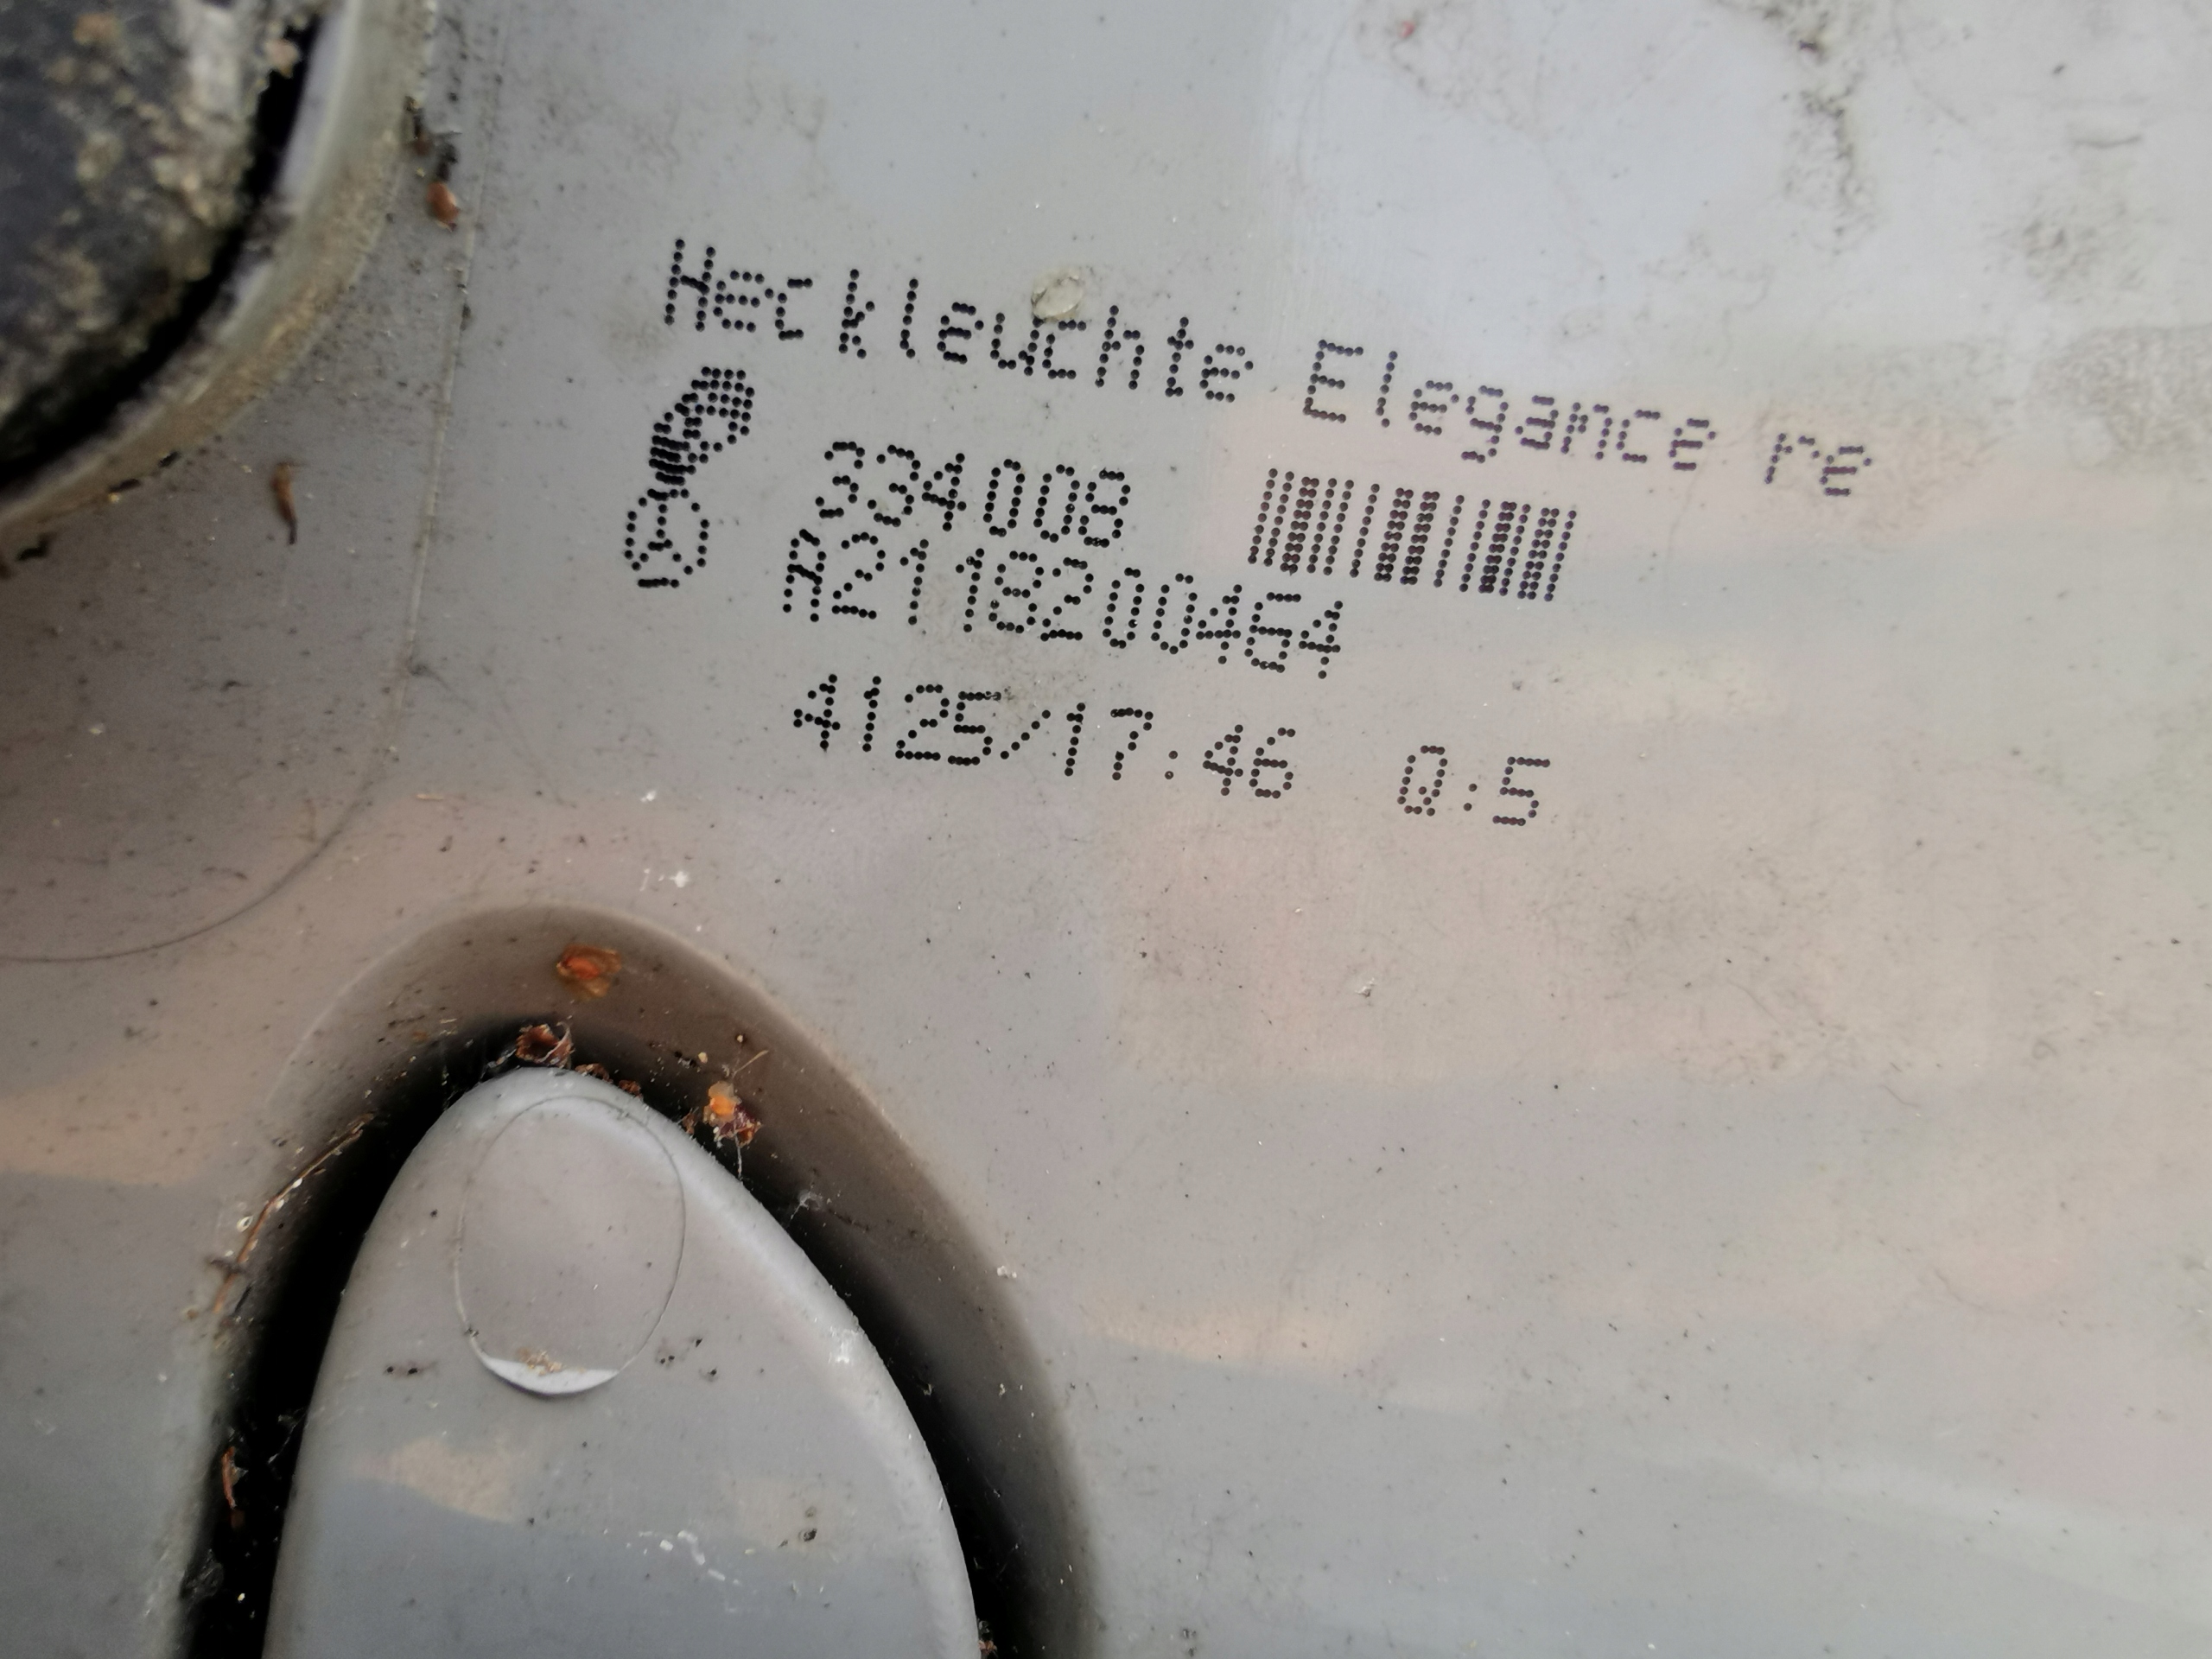 Heckleuchte Elegance re
334008
A2118200464
4125/17:46 Q:5